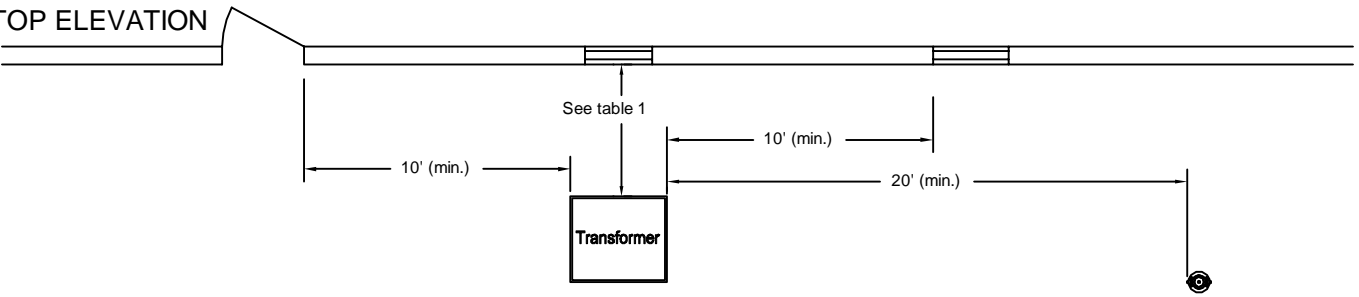 TOP ELEVATION
See table 1
10' (min.)
10' (min.)
20' (min.)
Transformer